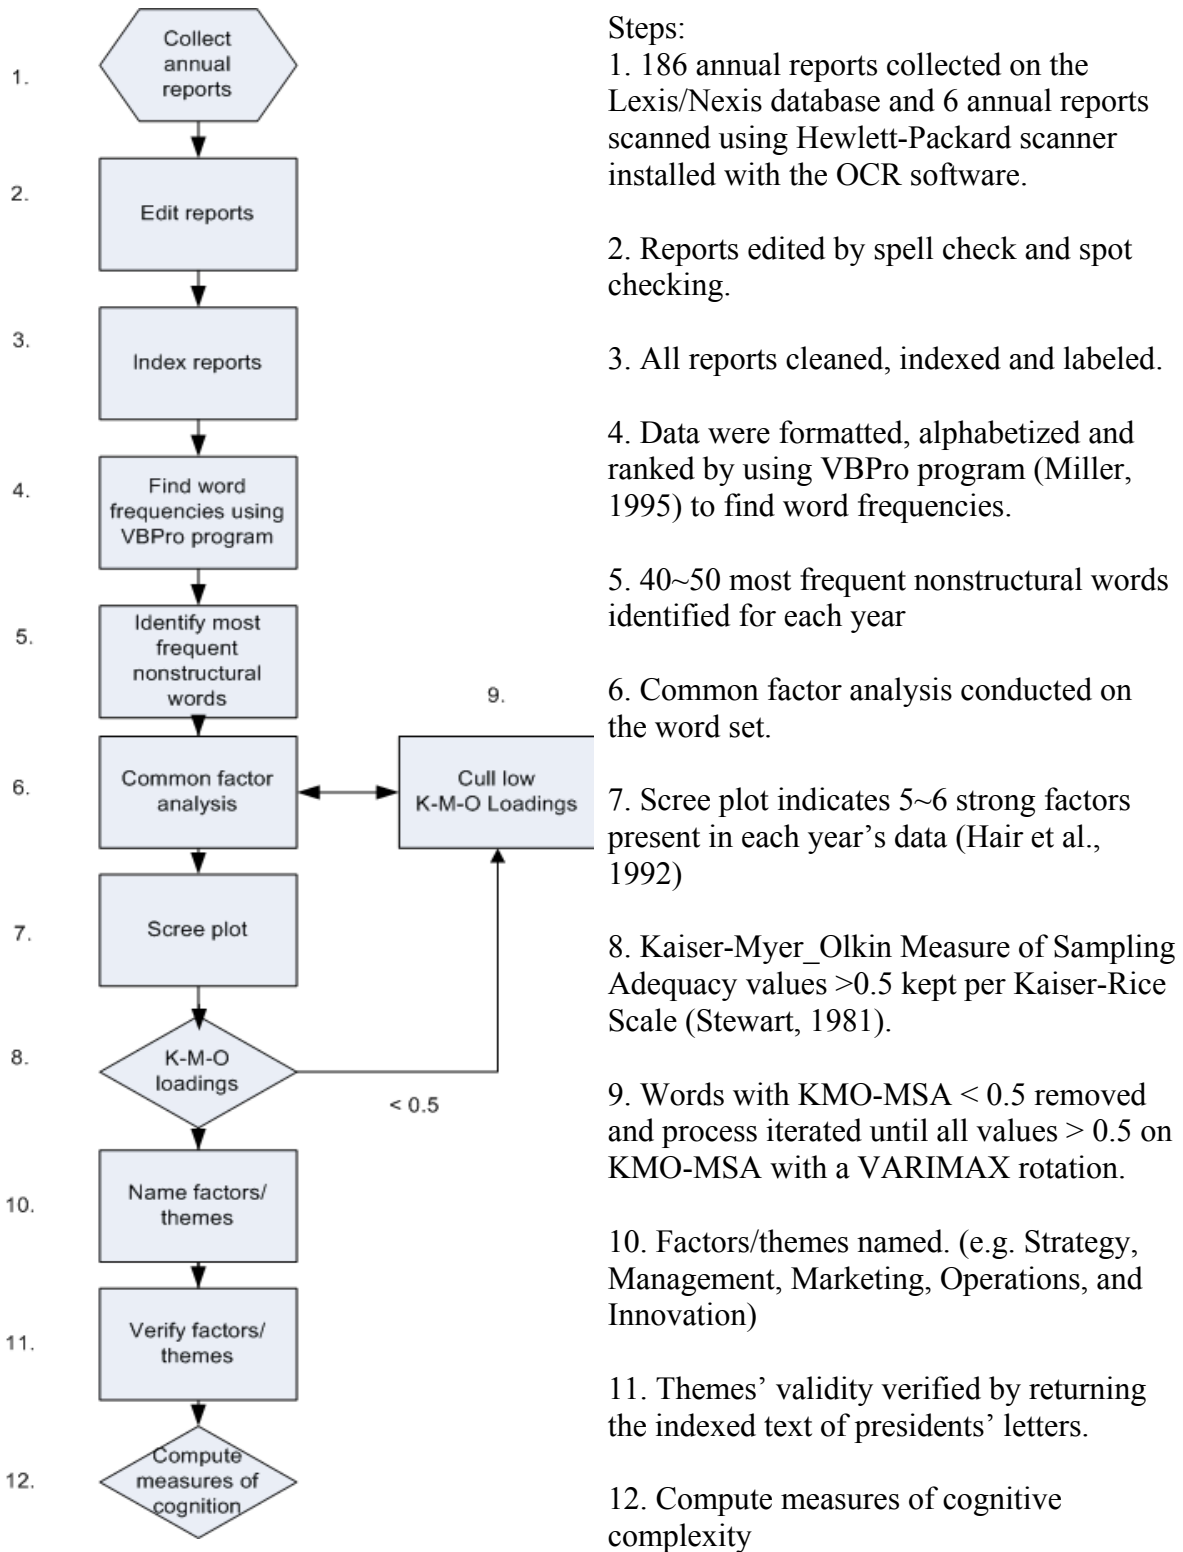 1.
Collect
annual
reports
2.
Edit reports
3.
Index reports
4.
Find word
frequencies using
VBPro program
5.
Identify most
frequent
nonstructural
words
6.
Common factor
analysis
9.
Cull low
K-M-O Loadings
7.
Scree plot
8.
K-M-O
loadings
< 0.5
10.
Name factors/
themes
11.
Verify factors/
themes
12.
Compute
measures of
cognition
Steps:
1. 186 annual reports collected on the
Lexis/Nexis database and 6 annual reports
scanned using Hewlett-Packard scanner
installed with the OCR software.
2. Reports edited by spell check and spot
checking.
3. All reports cleaned, indexed and labeled.
4. Data were formatted, alphabetized and
ranked by using VBPro program (Miller,
1995) to find word frequencies.
5. 40~50 most frequent nonstructural words
identified for each year
6. Common factor analysis conducted on
the word set.
7. Scree plot indicates 5~6 strong factors
present in each year’s data (Hair et al.,
1992)
8. Kaiser-Myer_Olkin Measure of Sampling
Adequacy values >0.5 kept per Kaiser-Rice
Scale (Stewart, 1981).
9. Words with KMO-MSA < 0.5 removed
and process iterated until all values > 0.5 on
KMO-MSA with a VARIMAX rotation.
10. Factors/themes named. (e.g. Strategy,
Management, Marketing, Operations, and
Innovation)
11. Themes’ validity verified by returning
the indexed text of presidents’ letters.
12. Compute measures of cognitive
complexity